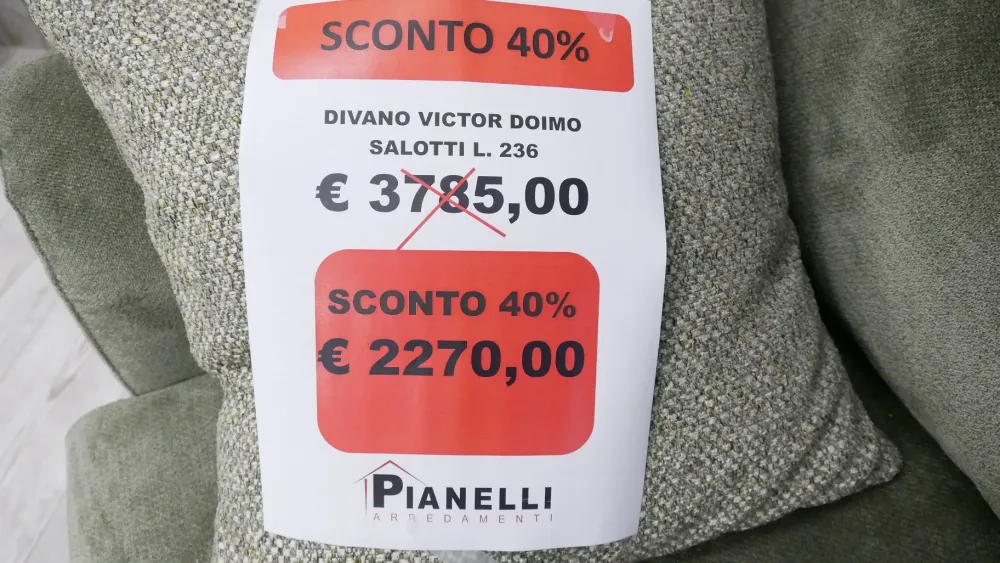 SCONTO 40%
DIVANO VICTOR DOIMO
SALOTTI L. 236
€ 3785,00
SCONTO 40%
€ 2270,00
PIANELLI
ARREDAMENTI